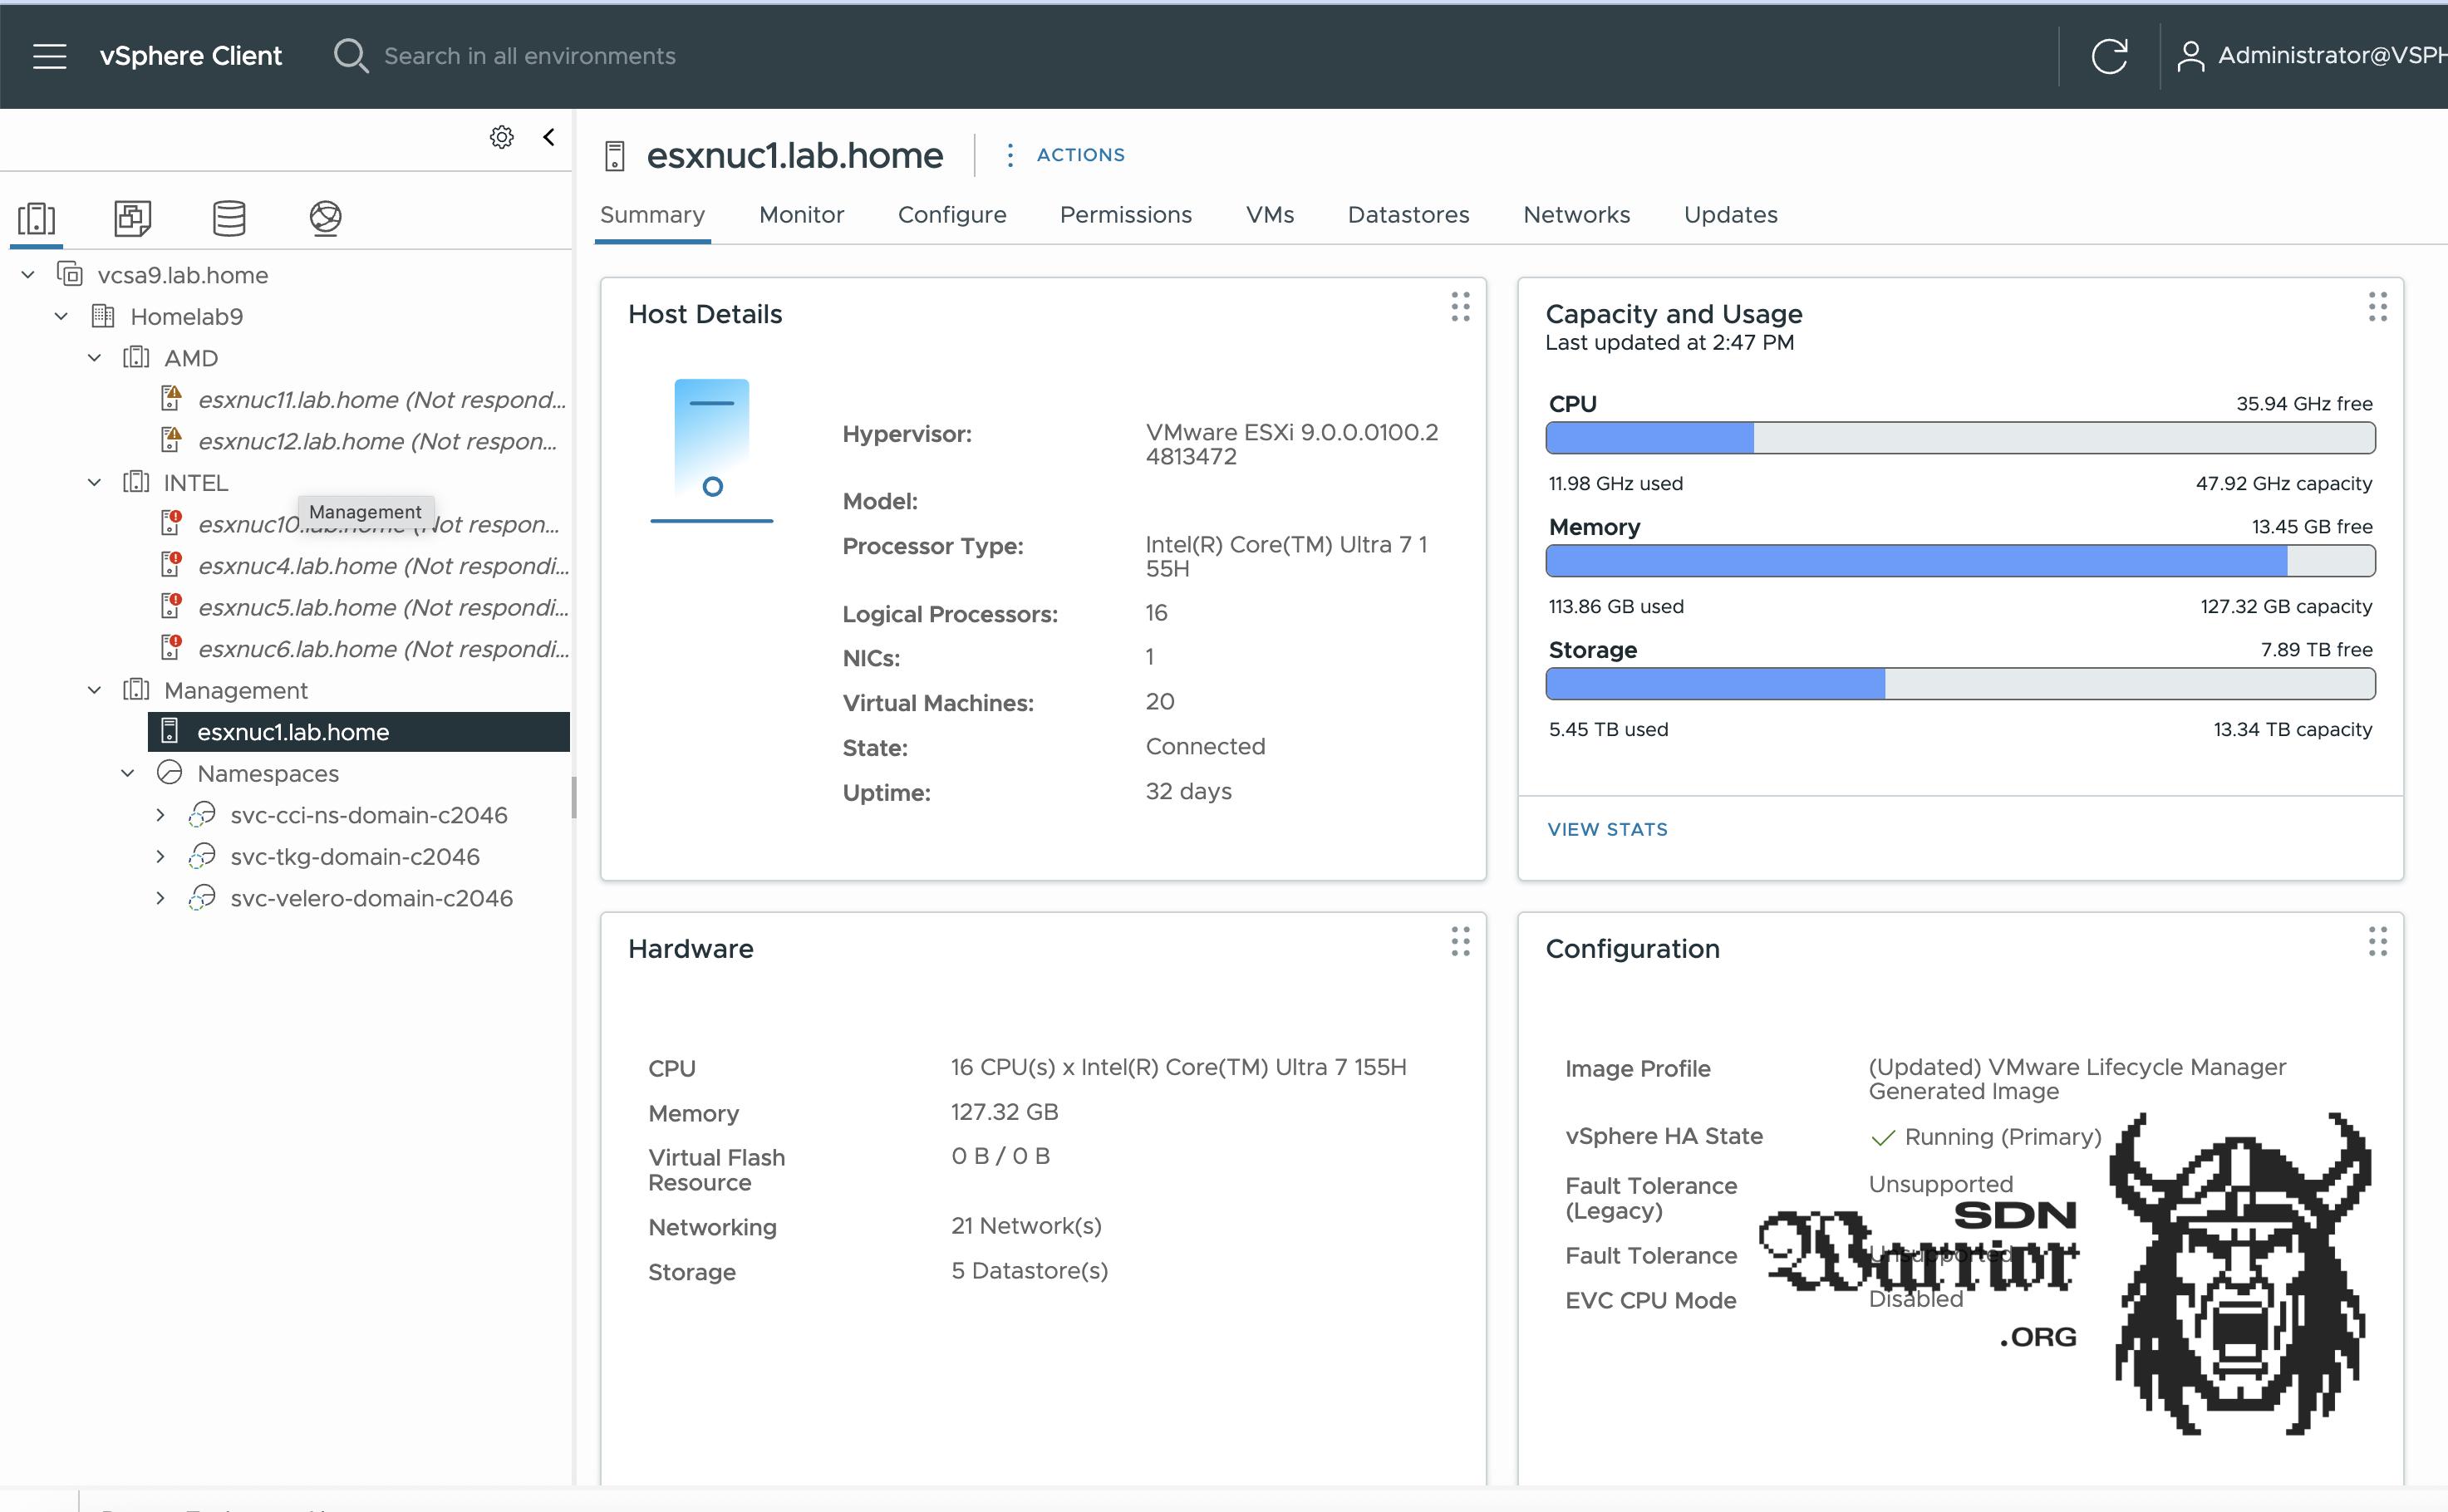 vSphere Client
Search in all environments
Administrator@VSPH
esxnuc1.lab.home
ACTIONS
Summary Monitor Configure Permissions VMs Datastores Networks Updates
vcsa9.lab.home
Homelab9
AMD
esxnuc11.lab.home (Not respond...
esxnuc12.lab.home (Not respon...
INTEL
Management
esxnuc10.lab.home (Not respon...
esxnuc4.lab.home (Not respondi...
esxnuc5.lab.home (Not respondi...
esxnuc6.lab.home (Not respondi...
Management
esxnuc1.lab.home
Namespaces
svc-cci-ns-domain-c2046
svc-tkg-domain-c2046
svc-velero-domain-c2046
Host Details
Hypervisor: VMware ESXi 9.0.0.0100.2
4813472
Model:
Processor Type: Intel(R) Core(TM) Ultra 7 1
55H
Logical Processors: 16
NICs: 1
Virtual Machines: 20
State: Connected
Uptime: 32 days
Capacity and Usage
Last updated at 2:47 PM
CPU 35.94 GHz free
11.98 GHz used 47.92 GHz capacity
Memory 13.45 GB free
113.86 GB used 127.32 GB capacity
Storage 7.89 TB free
5.45 TB used 13.34 TB capacity
VIEW STATS
Hardware
CPU 16 CPU(s) x Intel(R) Core(TM) Ultra 7 155H
Memory 127.32 GB
Virtual Flash 0 B / 0 B
Resource
Networking 21 Network(s)
Storage 5 Datastore(s)
Configuration
Image Profile (Updated) VMware Lifecycle Manager
Generated Image
vSphere HA State Running (Primary)
Fault Tolerance Unsupported
(Legacy)
Fault Tolerance Unsupported
EVC CPU Mode Disabled
SDN
Warrior
.ORG